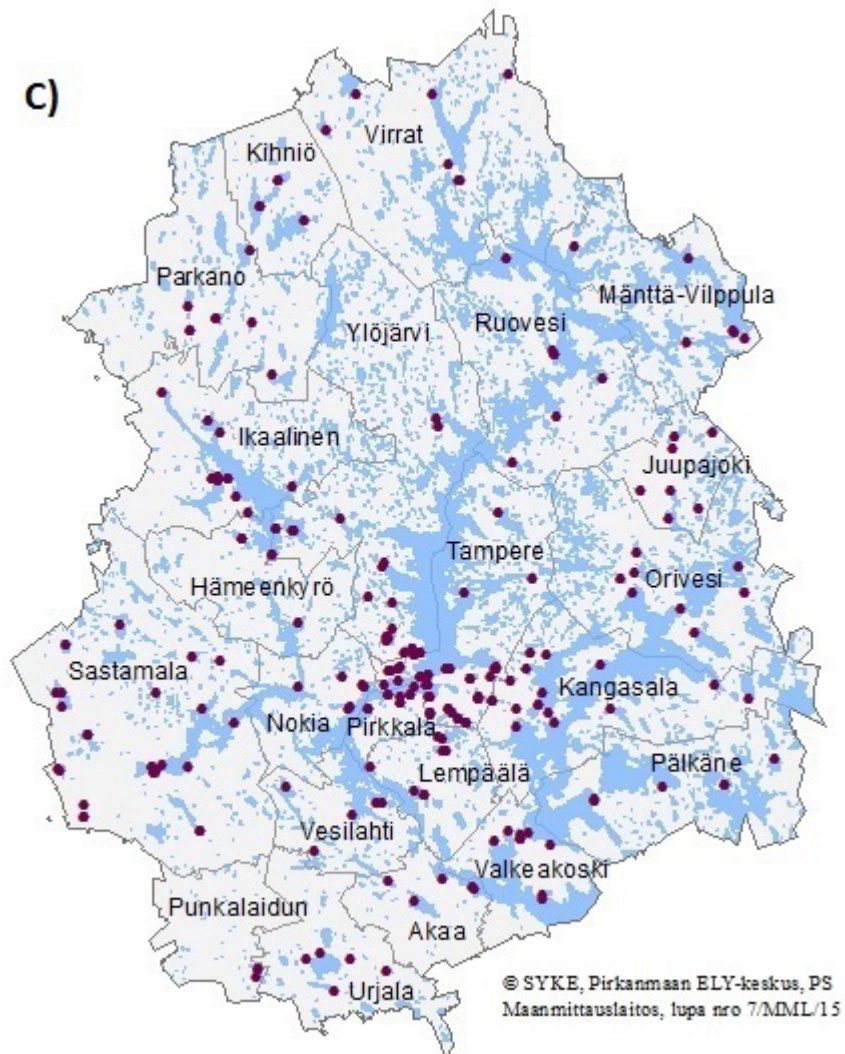 C)
Virrat
Kihniö
Parkano
Mänttä-Vilppula
Ruovesi
Ylöjärvi
Ikaalinen
Juupajoki
Tampere
Hämeenkyrö
Orivesi
Sastamala
Kangasala
Nokia
Pirkkala
Lempäälä
Pälkäne
Vesilahti
Valkeakoski
Punkalaidun
Akaa
Urjala
© SYKE, Pirkanmaan ELY-keskus, PS
Maanmittauslaitos, lupa nro 7/MML/15